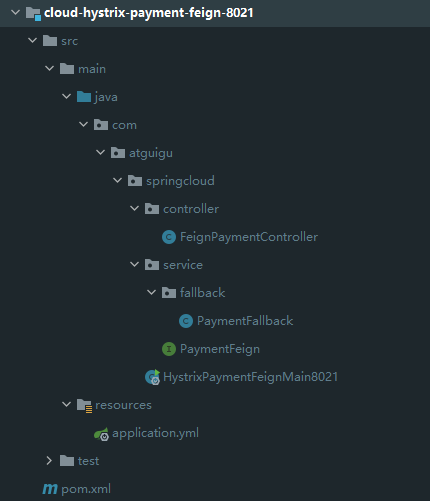 cloud-hystrix-payment-feign-8021
src
main
java
com
atguigu
springcloud
controller
FeignPaymentController
service
fallback
PaymentFallback
PaymentFeign
HystrixPaymentFeignMain8021
resources
application.yml
test
pom.xml